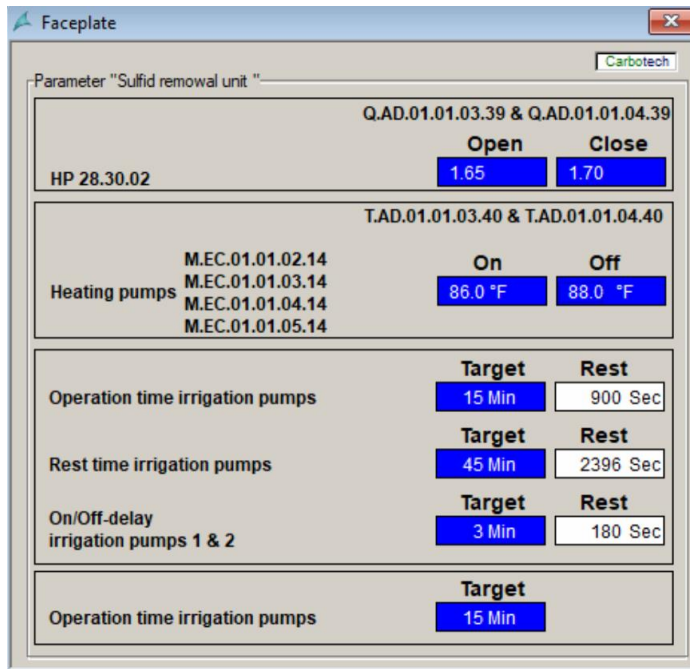 Faceplate
Carbotech
Parameter "Sulfid remowal unit "
Q.AD.01.01.03.39 & Q.AD.01.01.04.39
Open Close
HP 28.30.02 1.65 1.70
T.AD.01.01.03.40 & T.AD.01.01.04.40
M.EC.01.01.02.14
On Off
Heating pumps M.EC.01.01.03.14 86.0 °F 88.0 °F
M.EC.01.01.04.14
M.EC.01.01.05.14
Target Rest
Operation time irrigation pumps 15 Min 900 Sec
Target Rest
Rest time irrigation pumps 45 Min 2396 Sec
Target Rest
On/Off-delay
irrigation pumps 1 & 2 3 Min 180 Sec
Target
Operation time irrigation pumps 15 Min